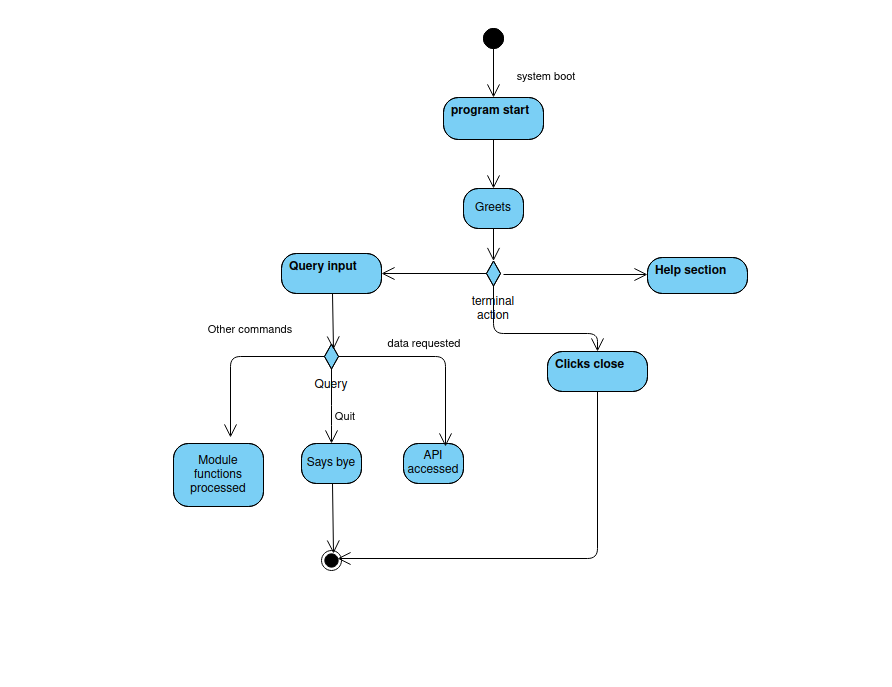 system boot
program start
Greets
Query input
Help section
terminal
action
Other commands
data requested
Clicks close
Query
Quit
Module
functions
processed
Says bye
API
accessed